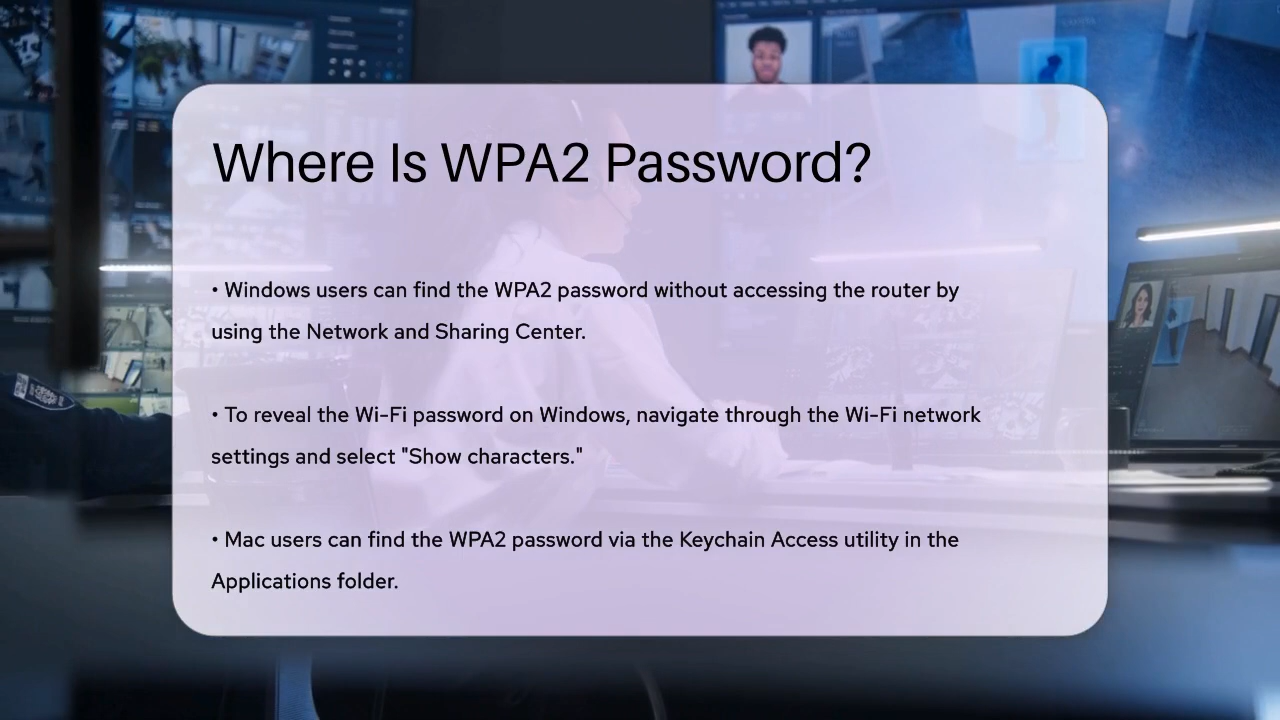 Where Is WPA2 Password?
• Windows users can find the WPA2 password without accessing the router by
using the Network and Sharing Center.
• To reveal the Wi-Fi password on Windows, navigate through the Wi-Fi network
settings and select "Show characters."
• Mac users can find the WPA2 password via the Keychain Access utility in the
Applications folder.